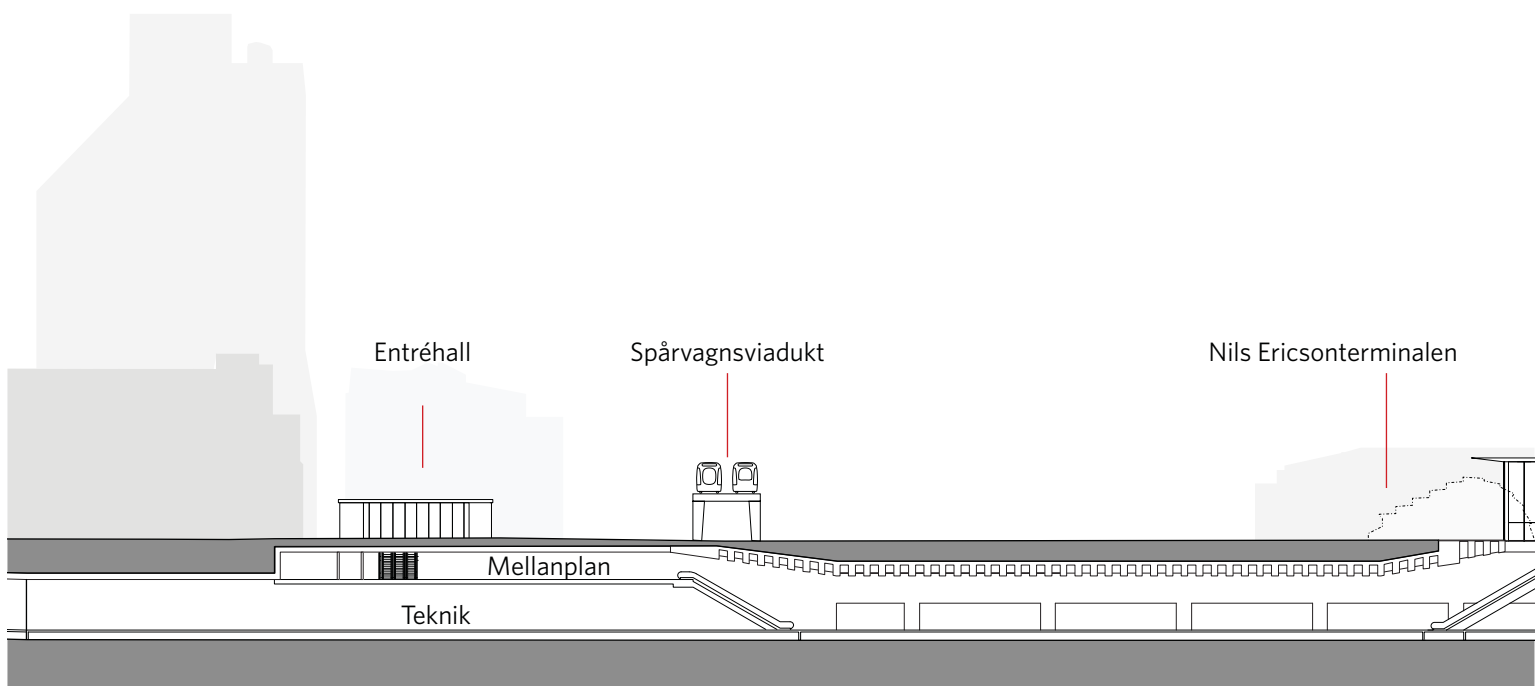 Entréhall
Spårvagnsviadukt
Nils Ericsonterminalen
Mellanplan
Teknik